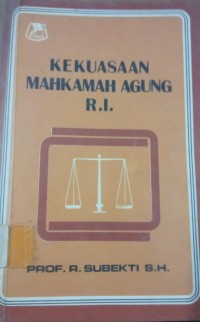 KEKUASAAN
MAHKAMAH AGUNG
R.I.
PROF. R. SUBEKTI S.H.